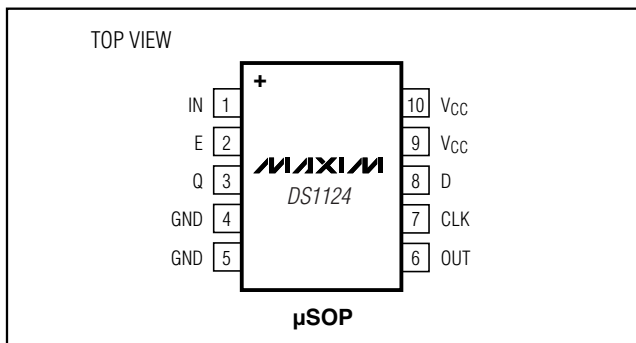 TOP VIEW
+
IN 1 10 VCC
E 2 9 VCC
MAXIM
Q 3 8 D
DS1124
GND 4 7 CLK
GND 5 6 OUT
µSOP